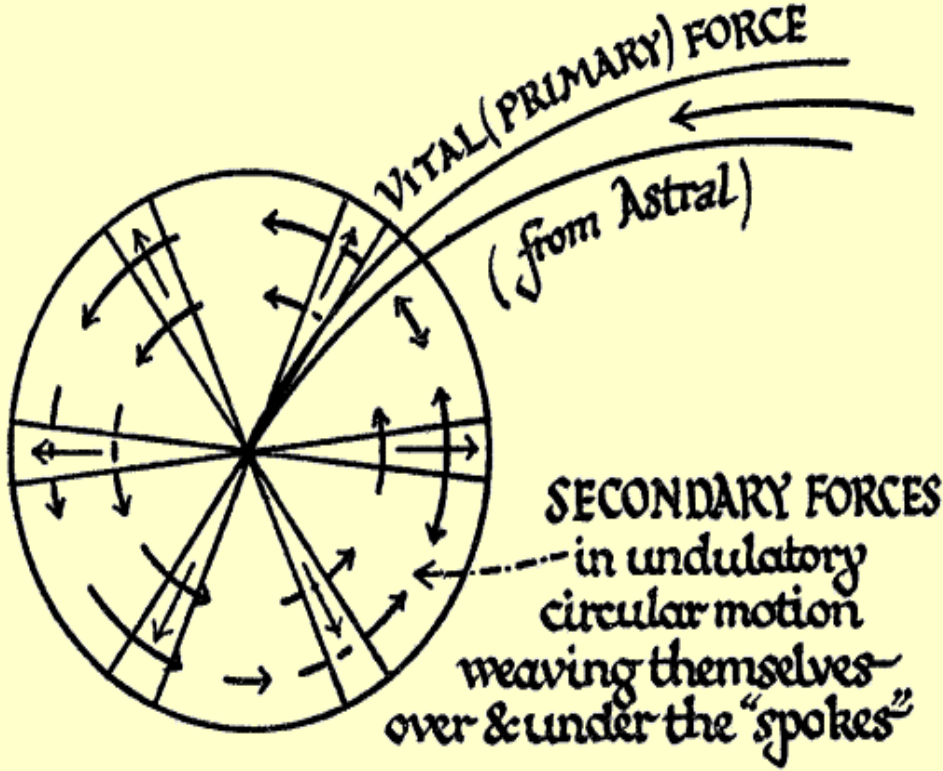 VITAL (PRIMARY) FORCE
(from Astral)
SECONDARY FORCES
in undulatory
circular motion
weaving themselves
over & under the "spokes"